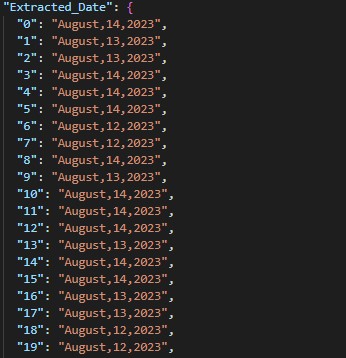 "Extracted_Date": {
"0": "August,14,2023",
"1": "August,13,2023",
"2": "August,13,2023",
"3": "August,14,2023",
"4": "August,14,2023",
"5": "August,14,2023",
"6": "August,12,2023",
"7": "August,12,2023",
"8": "August,14,2023",
"9": "August,13,2023",
"10": "August,14,2023",
"11": "August,14,2023",
"12": "August,14,2023",
"13": "August,13,2023",
"14": "August,14,2023",
"15": "August,14,2023",
"16": "August,13,2023",
"17": "August,13,2023",
"18": "August,12,2023",
"19": "August,12,2023",